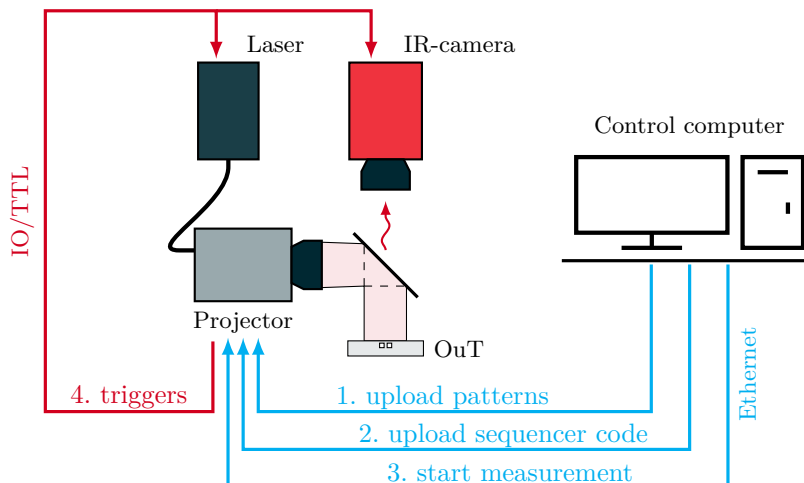 Laser
IR-camera
Control computer
IO/TTL
Projector
OuT
4. triggers
1. upload patterns
2. upload sequencer code
3. start measurement
Ethernet